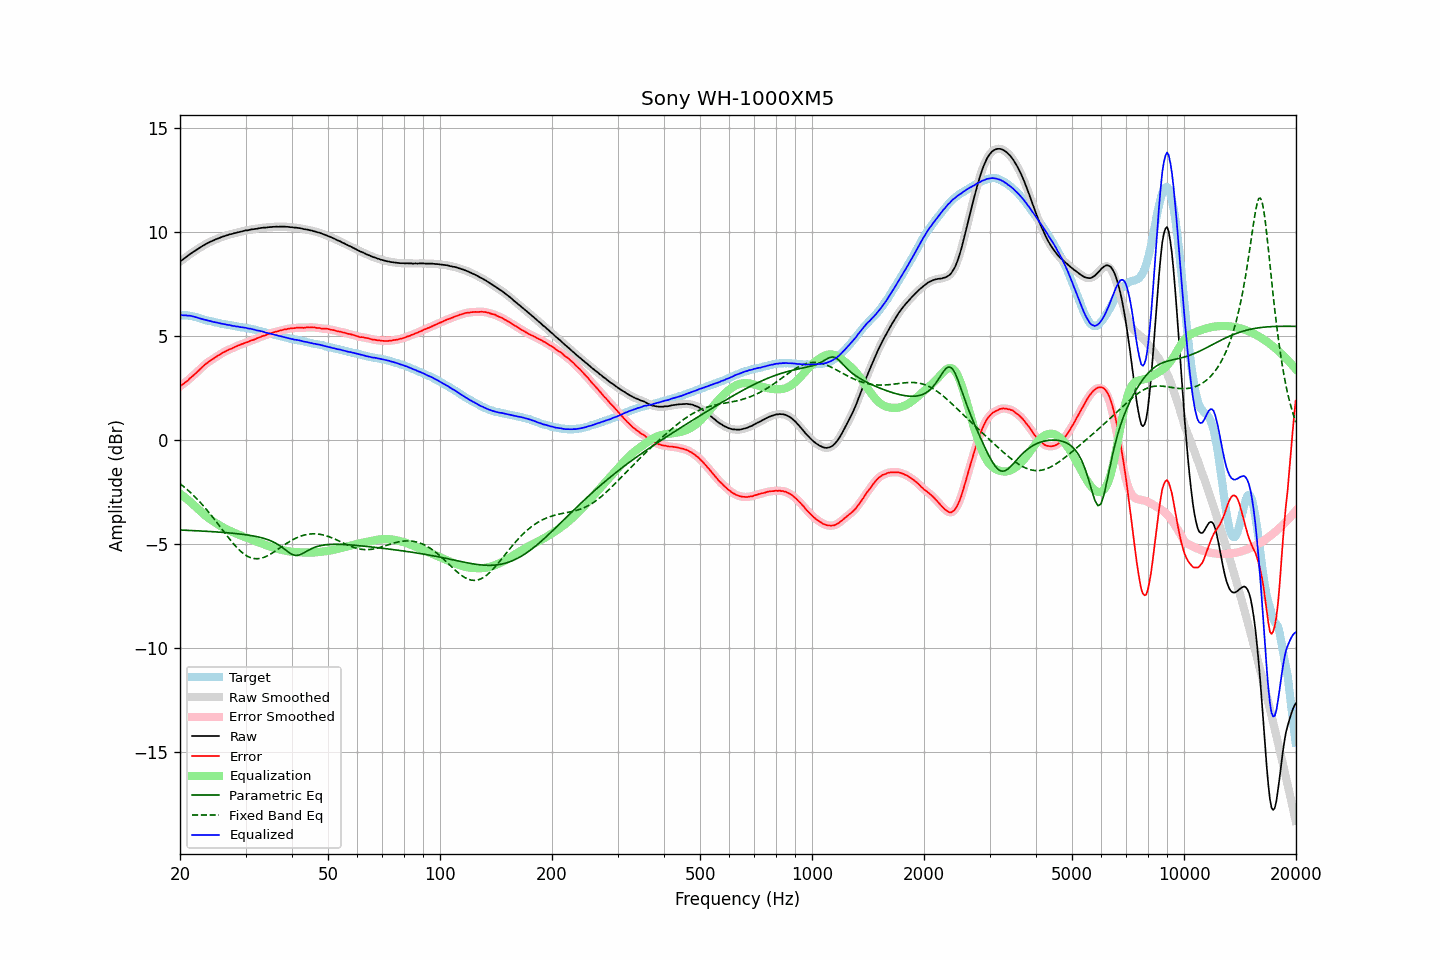 Sony WH-1000XM5
Amplitude (dBr)
15
10
5
0
−5
−10
−15
Target
Raw Smoothed
Error Smoothed
Raw
Error
Equalization
Parametric Eq
Fixed Band Eq
Equalized
20 50 100 200 500 1000 2000 5000 10000 20000
Frequency (Hz)